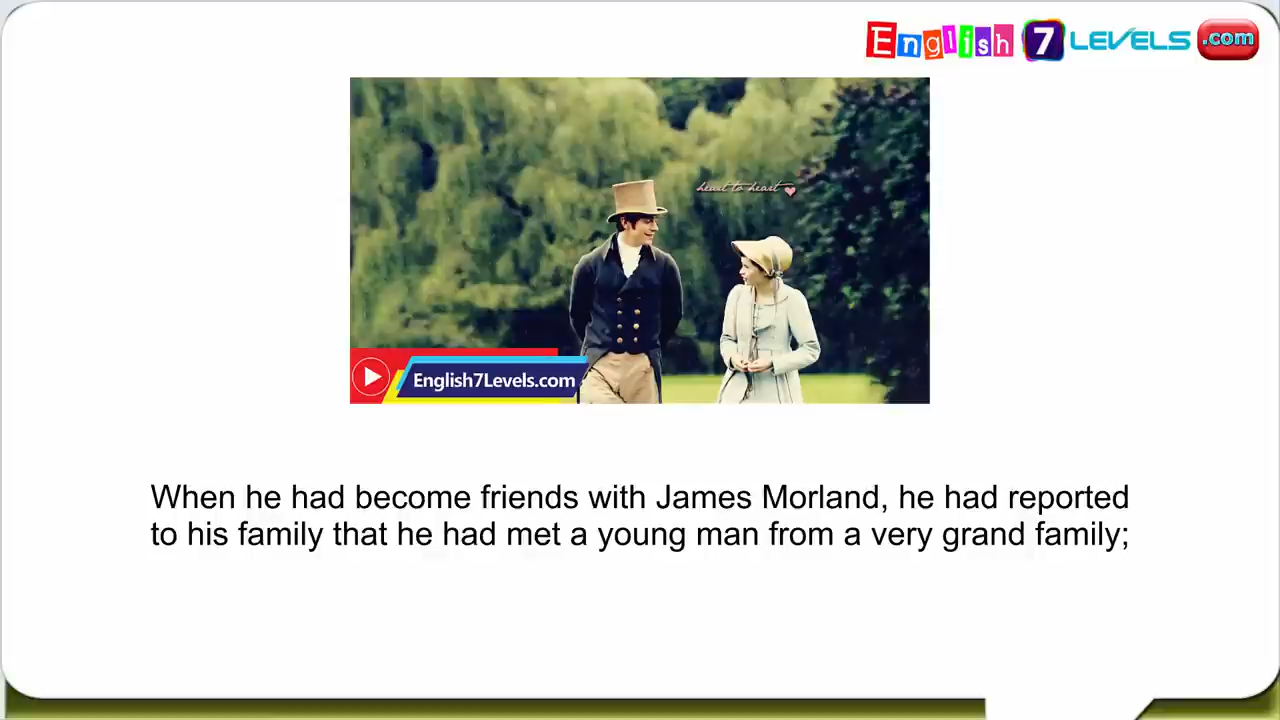 English 7 LEVELS .com
heart to heart
English7Levels.com
When he had become friends with James Morland, he had reported
to his family that he had met a young man from a very grand family;